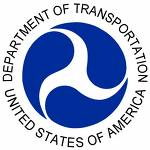 DEPARTMENT OF TRANSPORTATION
UNITED STATES OF AMERICA